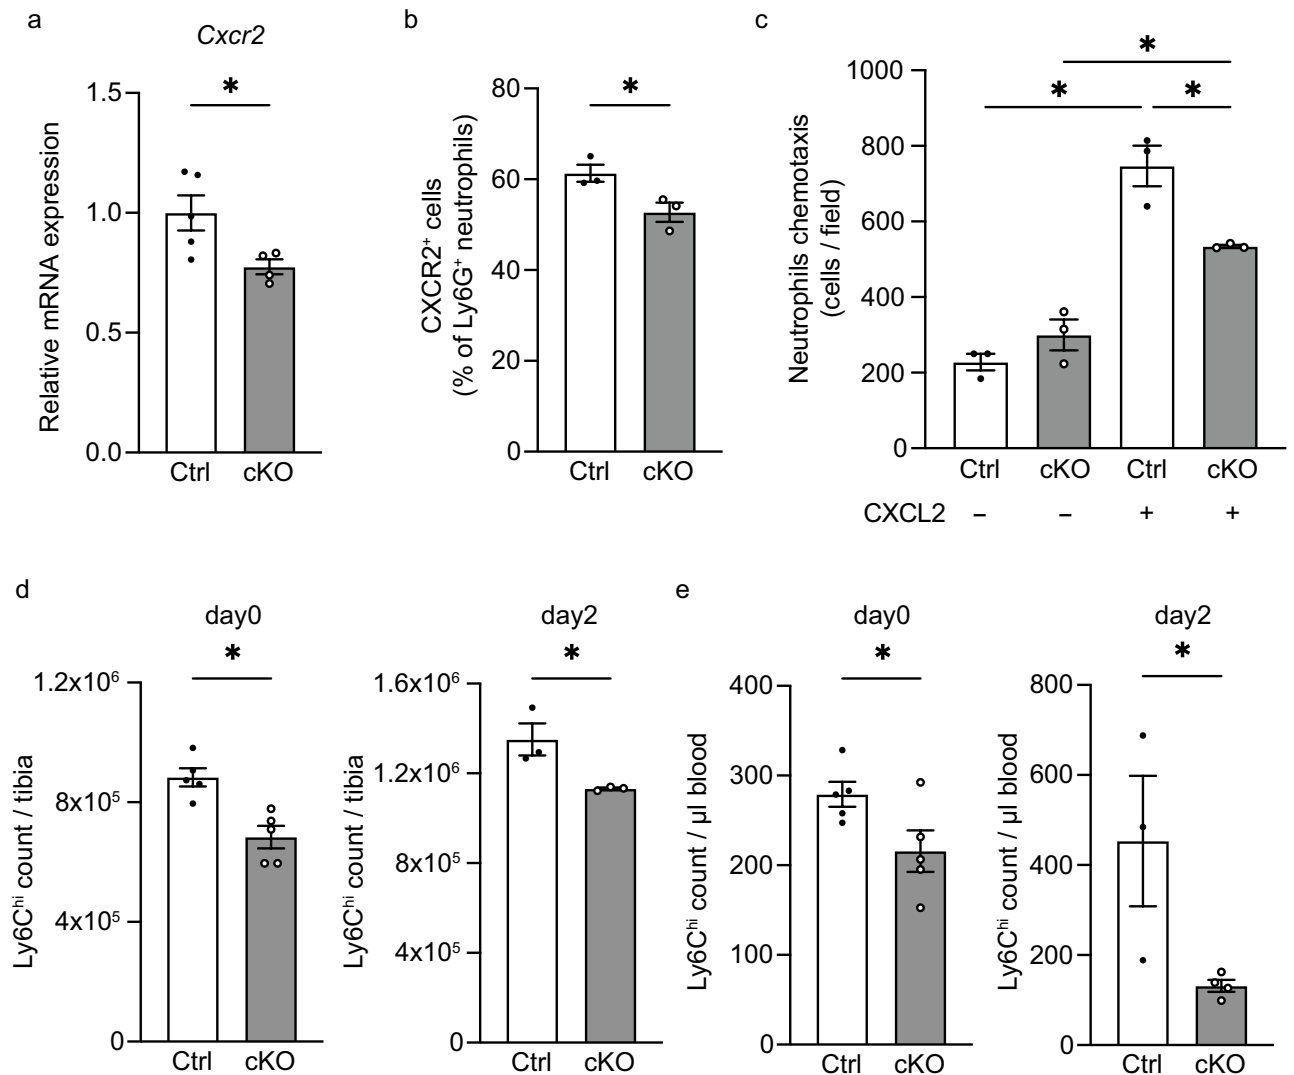 a
Cxcr2
*
Relative mRNA expression
1.5
1.0
0.5
0.0
Ctrl cKO
b
*
CXCR2⁺ cells
(% of Ly6G⁺ neutrophils)
80
60
40
20
0
Ctrl cKO
c
*
* *
Neutrophils chemotaxis
(cells / field)
1000
800
600
400
200
0
Ctrl cKO Ctrl cKO
CXCL2 – – + +
d
day0
*
Ly6Cʰⁱ count / tibia
1.2x10⁶
8x10⁵
4x10⁵
0
Ctrl cKO
day2
*
Ly6Cʰⁱ count / tibia
1.6x10⁶
1.2x10⁶
8x10⁵
4x10⁵
0
Ctrl cKO
e
day0
*
Ly6Cʰⁱ count / µl blood
400
300
200
100
0
Ctrl cKO
day2
*
Ly6Cʰⁱ count / µl blood
800
600
400
200
0
Ctrl cKO